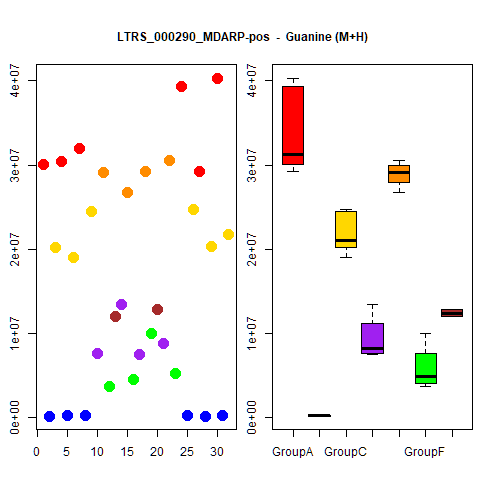 LTRS_000290_MDARP-pos - Guanine (M+H)
4e+07
3e+07
2e+07
1e+07
0e+00
0 5 10 15 20 25 30
4e+07
3e+07
2e+07
1e+07
0e+00
GroupA GroupC GroupF